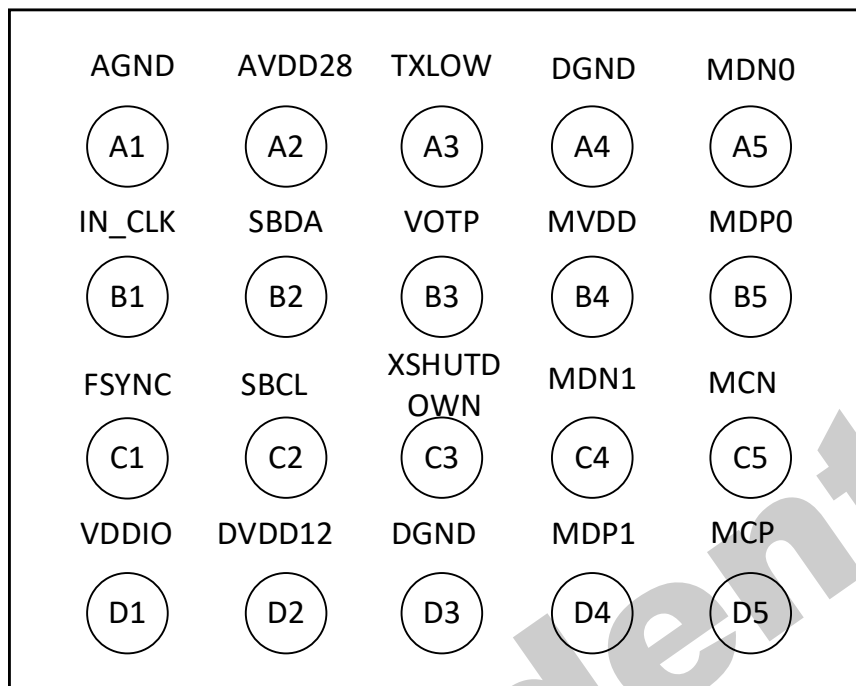 AGND AVDD28 TXLOW DGND MDN0
A1 A2 A3 A4 A5
IN_CLK SBDA VOTP MVDD MDP0
B1 B2 B3 B4 B5
FSYNC SBCL XSHUTD MDN1 MCN
OWN
C1 C2 C3 C4 C5
VDDIO DVDD12 DGND MDP1 MCP
D1 D2 D3 D4 D5
dent